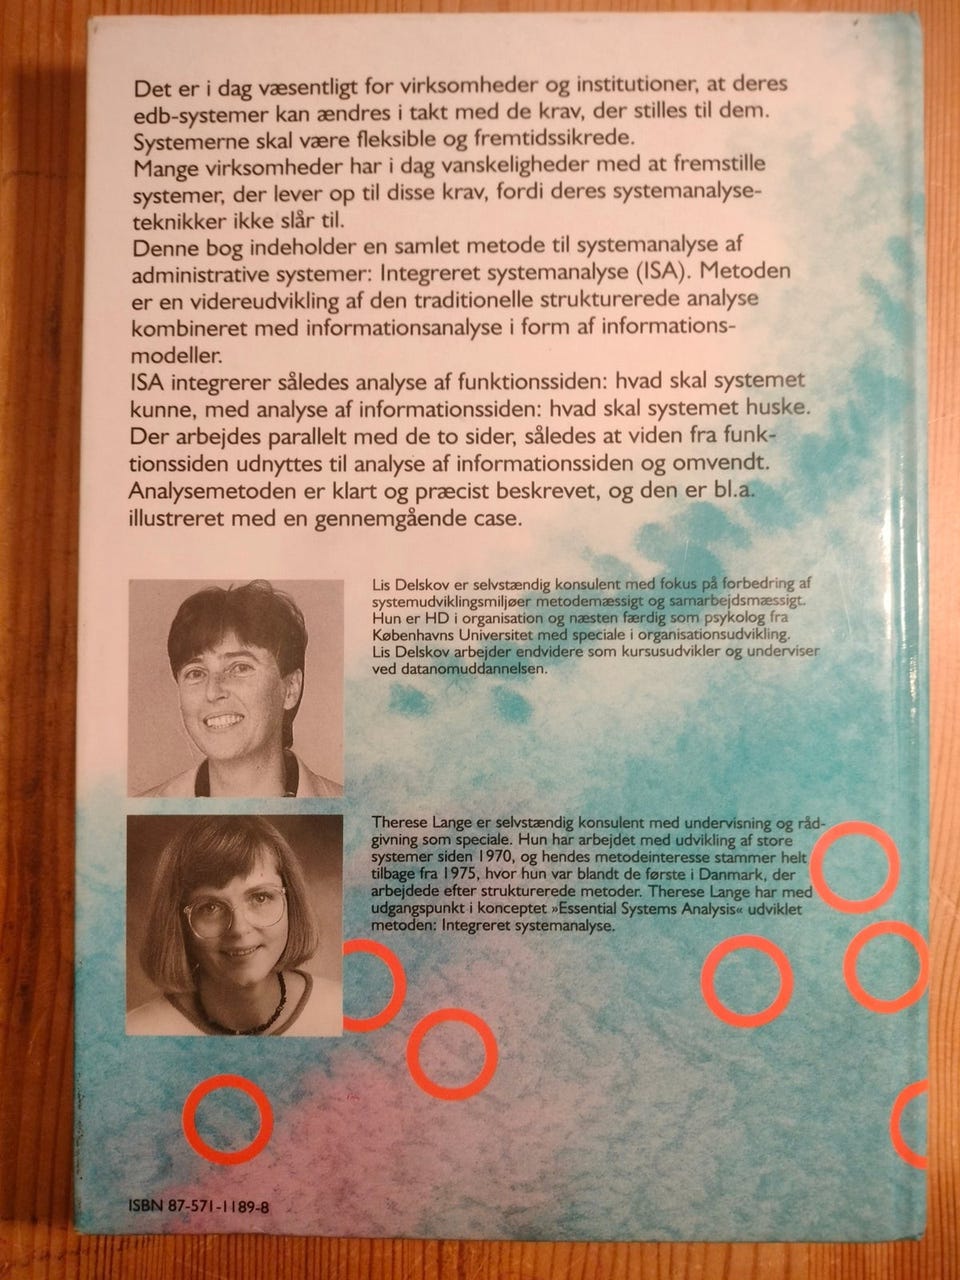 Det er i dag væsentligt for virksomheder og institutioner, at deres
edb-systemer kan ændres i takt med de krav, der stilles til dem.
Systemerne skal være fleksible og fremtidssikrede.
Mange virksomheder har i dag vanskeligheder med at fremstille
systemer, der lever op til disse krav, fordi deres systemanalyse-
teknikker ikke slår til.
Denne bog indeholder en samlet metode til systemanalyse af
administrative systemer: Integreret systemanalyse (ISA). Metoden
er en videreudvikling af den traditionelle strukturerede analyse
kombineret med informationsanalyse i form af informations-
modeller.
ISA integrerer således analyse af funktionssiden: hvad skal systemet
kunne, med analyse af informationssiden: hvad skal systemet huske.
Der arbejdes parallelt med de to sider, således at viden fra funk-
tionssiden udnyttes til analyse af informationssiden og omvendt.
Analysemetoden er klart og præcist beskrevet, og den er bl.a.
illustreret med en gennemgående case.
Lis Delskov er selvstændig konsulent med fokus på forbedring af
systemudviklingsmiljøer metodemæssigt og samarbejdsmæssigt.
Hun er HD i organisation og næsten færdig som psykolog fra
Københavns Universitet med speciale i organisationsudvikling.
Lis Delskov arbejder endvidere som kursusudvikler og underviser
ved datanomuddannelsen.
Therese Lange er selvstændig konsulent med undervisning og råd-
givning som speciale. Hun har arbejdet med udvikling af store
systemer siden 1970, og hendes metodeinteresse stammer helt
tilbage fra 1975, hvor hun var blandt de første i Danmark, der
arbejdede efter strukturerede metoder. Therese Lange har med
udgangspunkt i konceptet »Essential Systems Analysis« udviklet
metoden: Integreret systemanalyse.
ISBN 87-571-1189-8